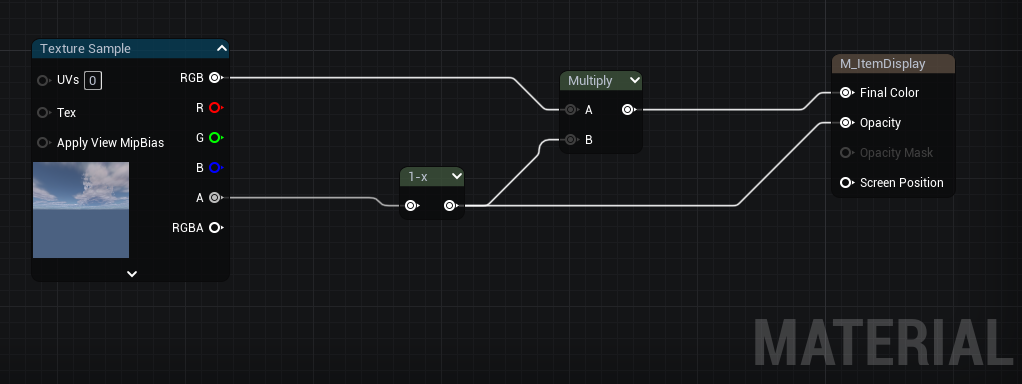 Texture Sample
UVs 0
Tex
Apply View MipBias
RGB
R
G
B
A
RGBA
1-x
Multiply
A
B
M_ItemDisplay
Final Color
Opacity
Opacity Mask
Screen Position
MATERIAL